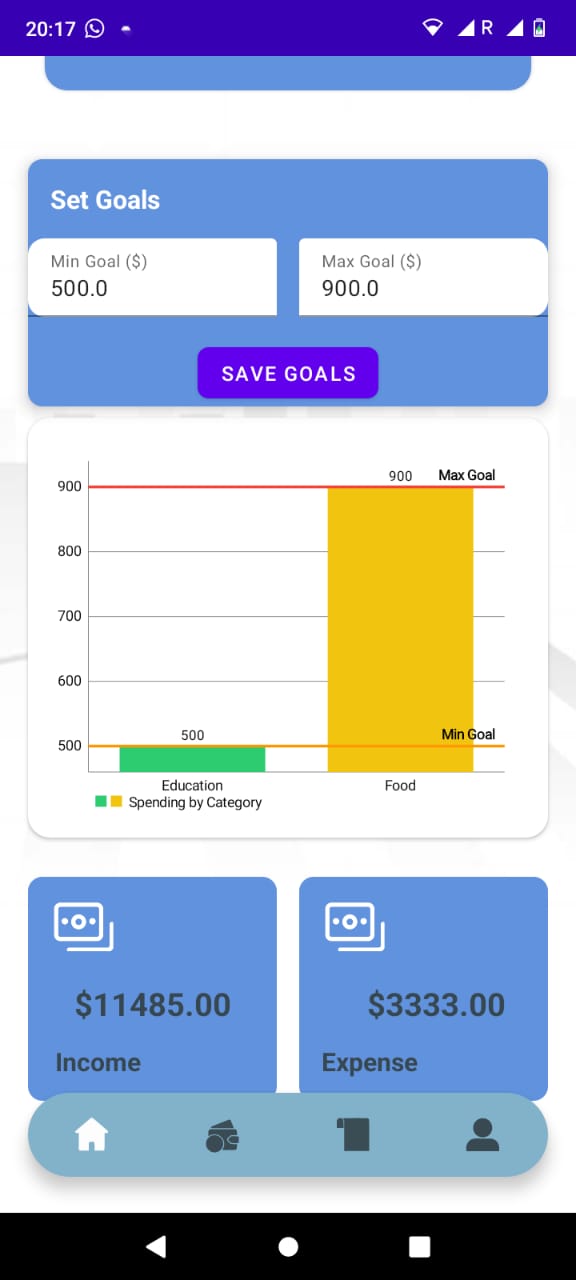 20:17 R
Set Goals
Min Goal ($) Max Goal ($)
500.0 900.0
SAVE GOALS
900 Max Goal
900
800
700
600
500 Min Goal
500
Education Food
Spending by Category
$11485.00 $3333.00
Income Expense